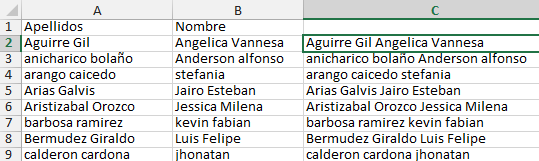 A B C
1 Apellidos Nombre
2 Aguirre Gil Angelica Vannesa Aguirre Gil Angelica Vannesa
3 anicharico bolaño Anderson alfonso anicharico bolaño Anderson alfonso
4 arango caicedo stefania arango caicedo stefania
5 Arias Galvis Jairo Esteban Arias Galvis Jairo Esteban
6 Aristizabal Orozco Jessica Milena Aristizabal Orozco Jessica Milena
7 barbosa ramirez kevin fabian barbosa ramirez kevin fabian
8 Bermudez Giraldo Luis Felipe Bermudez Giraldo Luis Felipe
9 calderon cardona jhonatan calderon cardona jhonatan